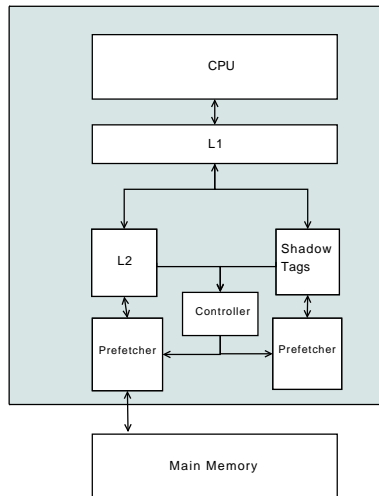 CPU
L1
L2
Shadow
Tags
Controller
Prefetcher
Prefetcher
Main Memory